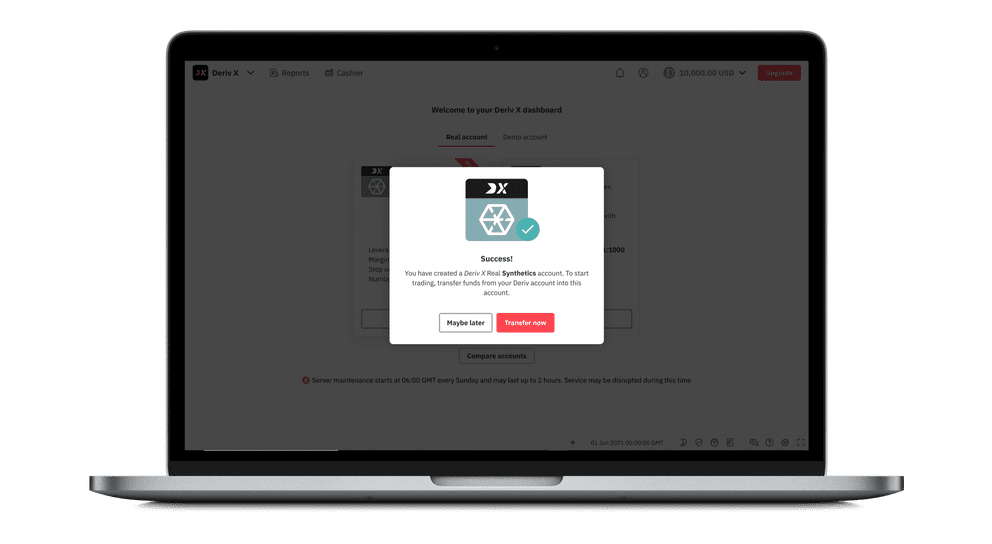 DX Deriv X Reports Cashier 10,000.00 USD Upgrade
Welcome to your Deriv X dashboard
Real account Demo account
DX
Levera
Margin
Stop o
Numbe
with
:1000
DX
Success!
You have created a Deriv X Real Synthetics account. To start
trading, transfer funds from your Deriv account into this
account.
Maybe later Transfer now
Compare accounts
Server maintenance starts at 06:00 GMT every Sunday and may last up to 2 hours. Service may be disrupted during this time
01 Jan 2021 00:00:00 GMT